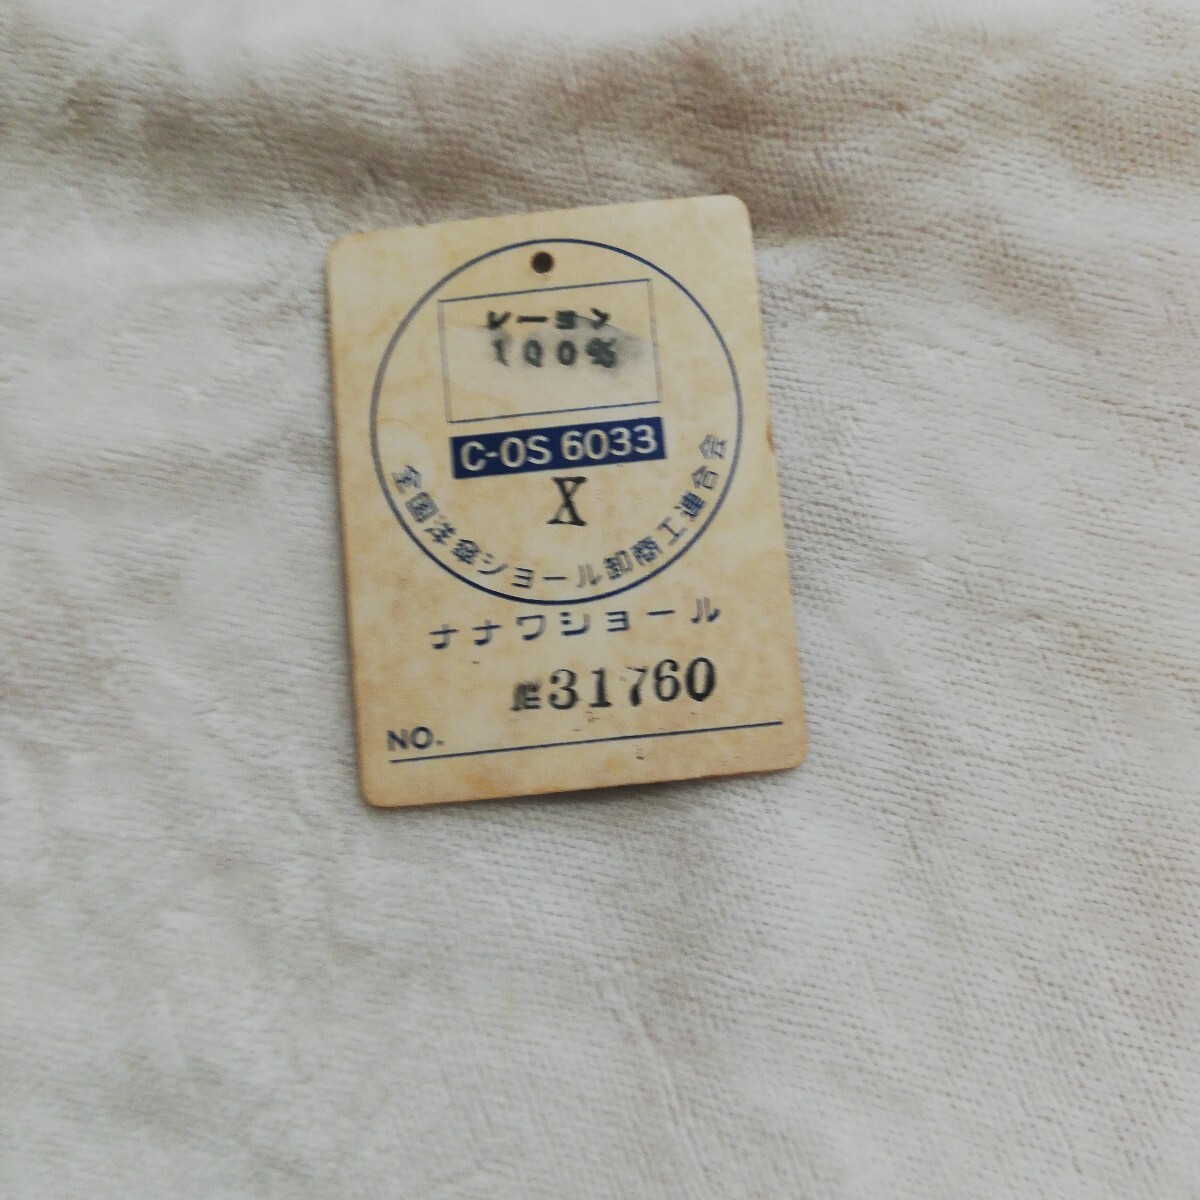 レーヨン
100%
C-OS 6033
X
全国洋傘ショール卸商工連合会
ナナワショール
31760
NO.